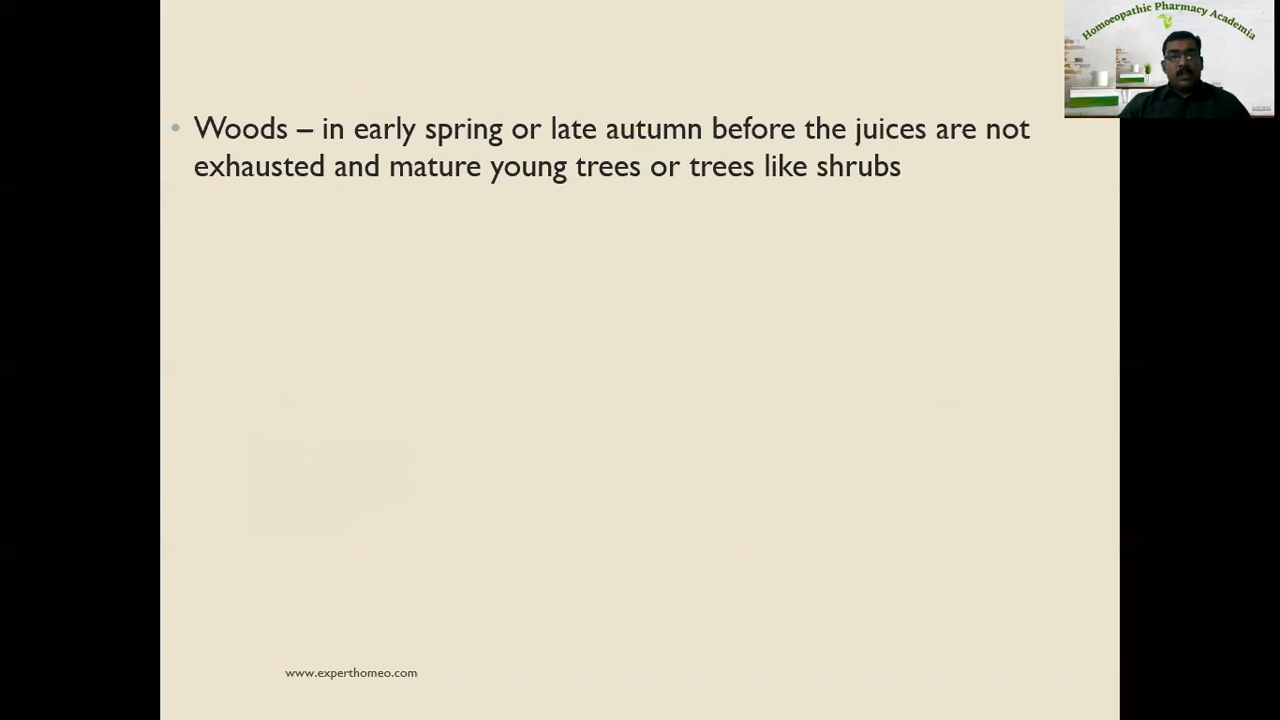 Homoeopathic Pharmacy Academia
• Woods – in early spring or late autumn before the juices are not
exhausted and mature young trees or trees like shrubs
www.experthomeo.com